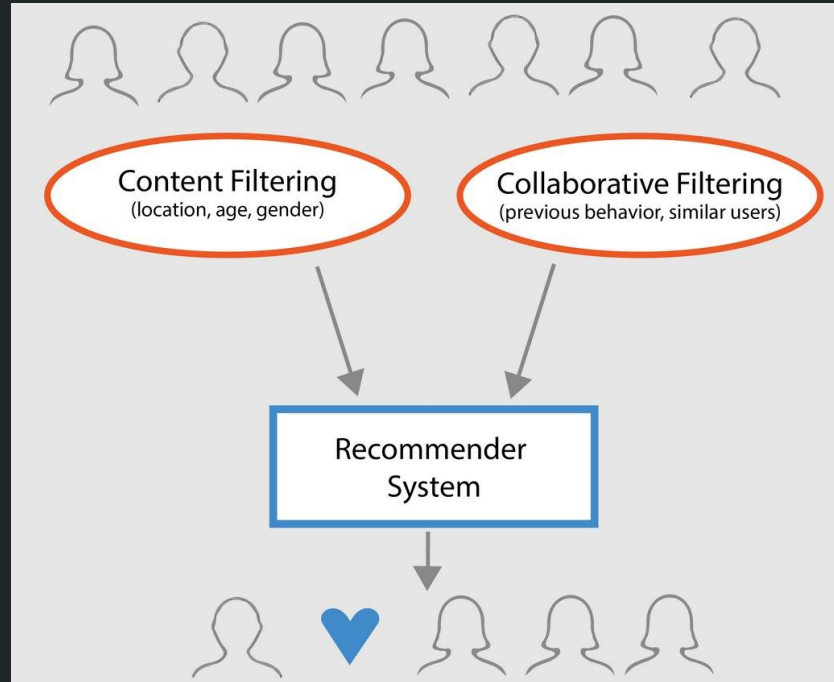 Content Filtering
(location, age, gender)
Collaborative Filtering
(previous behavior, similar users)
Recommender
System